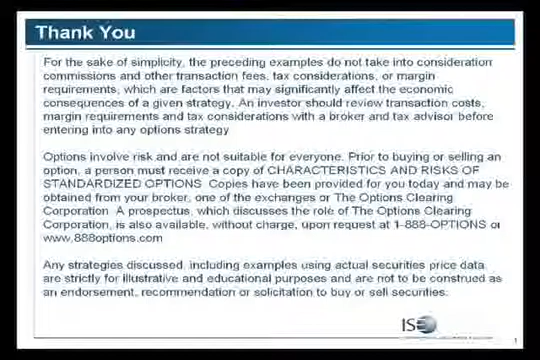 Thank You
For the sake of simplicity, the preceding examples do not take into consideration
commissions and other transaction fees, tax considerations, or margin
requirements, which are factors that may significantly affect the economic
consequences of a given strategy. An investor should review transaction costs,
margin requirements and tax considerations with a broker and tax advisor before
entering into any options strategy
Options involve risk and are not suitable for everyone. Prior to buying or selling an
option, a person must receive a copy of CHARACTERISTICS AND RISKS OF
STANDARDIZED OPTIONS. Copies have been provided for you today and may be
obtained from your broker, one of the exchanges or The Options Clearing
Corporation. A prospectus, which discusses the role of The Options Clearing
Corporation, is also available, without charge, upon request at 1-888-OPTIONS or
www.888options.com
Any strategies discussed, including examples using actual securities price data,
are strictly for illustrative and educational purposes and are not to be construed as
an endorsement, recommendation or solicitation to buy or sell securities.
ISE
1